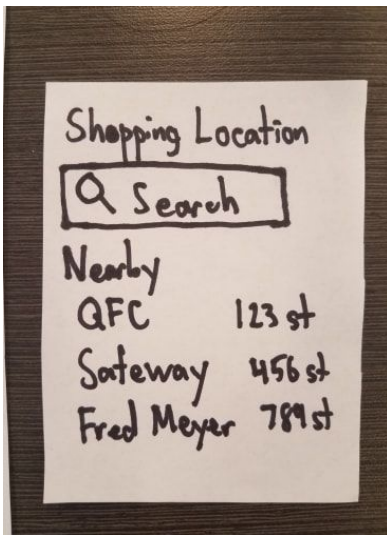 Shopping Location
Search
Nearby
QFC 123 st
Safeway 456 st
Fred Meyer 789 st